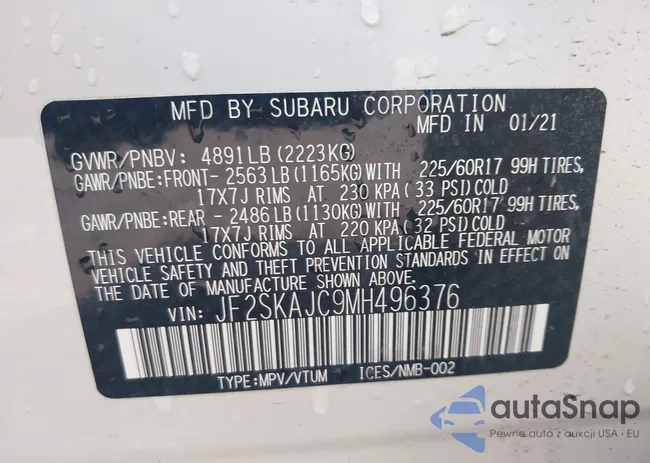 MFD BY SUBARU CORPORATION
MFD IN 01/21
GVWR/PNBV: 4891LB (2223KG)
GAWR/PNBE:FRONT- 2563LB(1165KG)WITH 225/60R17 99H TIRES,
17X7J RIMS AT 230 KPA(33 PSI)COLD
GAWR/PNBE:REAR - 2486LB(1130KG)WITH 225/60R17 99H TIRES,
17X7J RIMS AT 220 KPA(32 PSI)COLD
THIS VEHICLE CONFORMS TO ALL APPLICABLE FEDERAL MOTOR
VEHICLE SAFETY AND THEFT PREVENTION STANDARDS IN EFFECT ON
THE DATE OF MANUFACTURE SHOWN ABOVE.
VIN: JF2SKAJC9MH496376
TYPE:MPV/VTUM ICES/NMB-002
autaSnap
Pewne auta z aukcji USA i EU